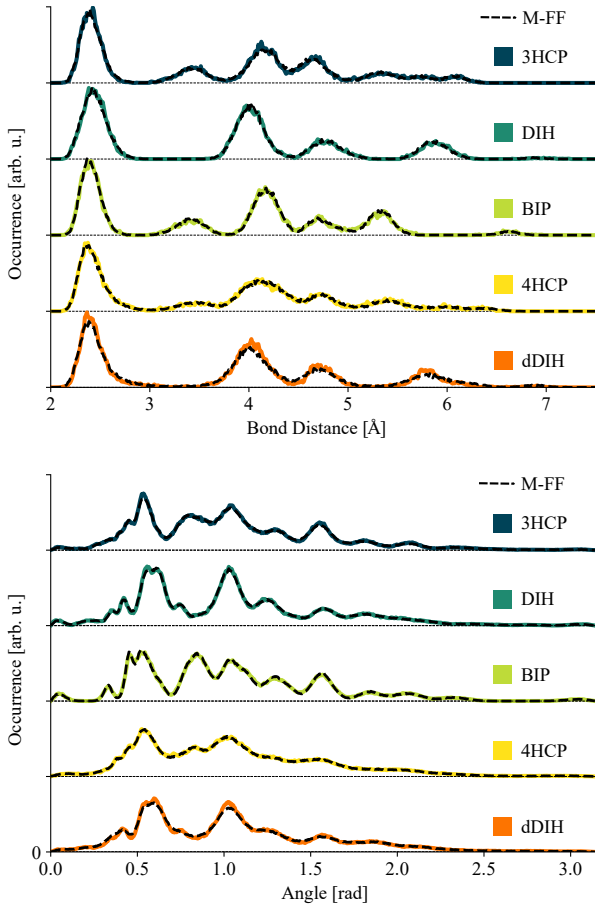 M-FF
3HCP
DIH
BIP
4HCP
dDIH
Occurrence [arb. u.]
2 3 4 5 6 7
Bond Distance [Å]
M-FF
3HCP
DIH
BIP
4HCP
dDIH
Occurrence [arb. u.]
0
0.0 0.5 1.0 1.5 2.0 2.5 3.0
Angle [rad]